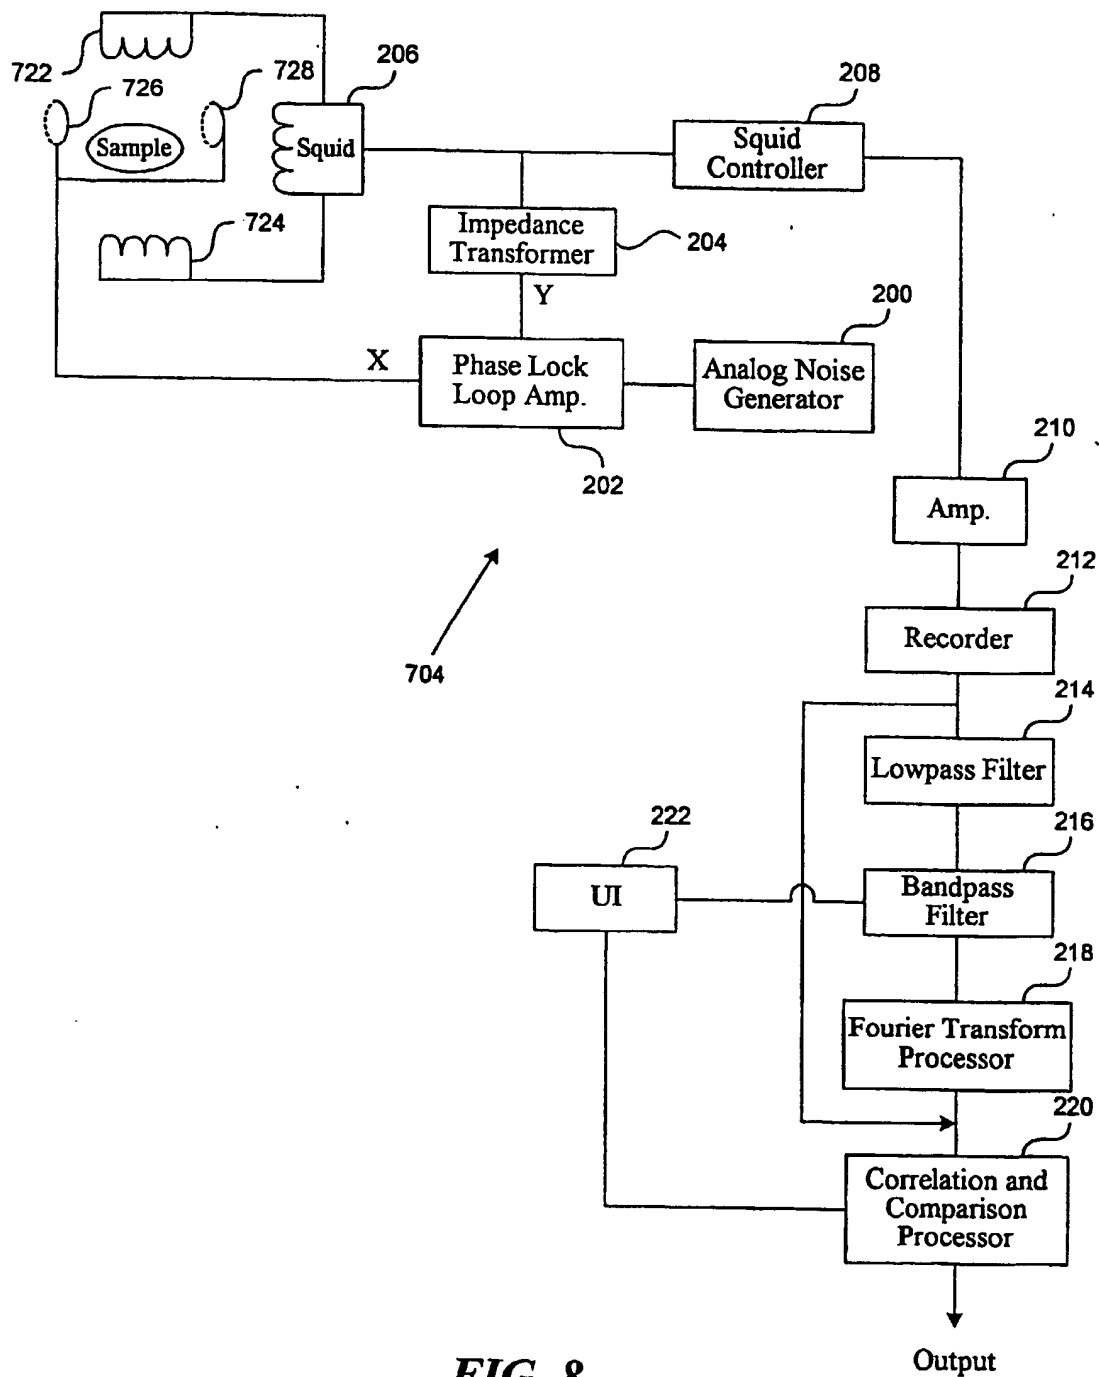 722
726
728
206
208
Sample
Squid
Squid
Controller
724
Impedance
Transformer
204
Y
200
X
Phase Lock
Loop Amp.
Analog Noise
Generator
202
210
Amp.
212
Recorder
704
214
Lowpass Filter
222
216
UI
Bandpass
Filter
218
Fourier Transform
Processor
220
Correlation and
Comparison
Processor
Output
FIG. 8